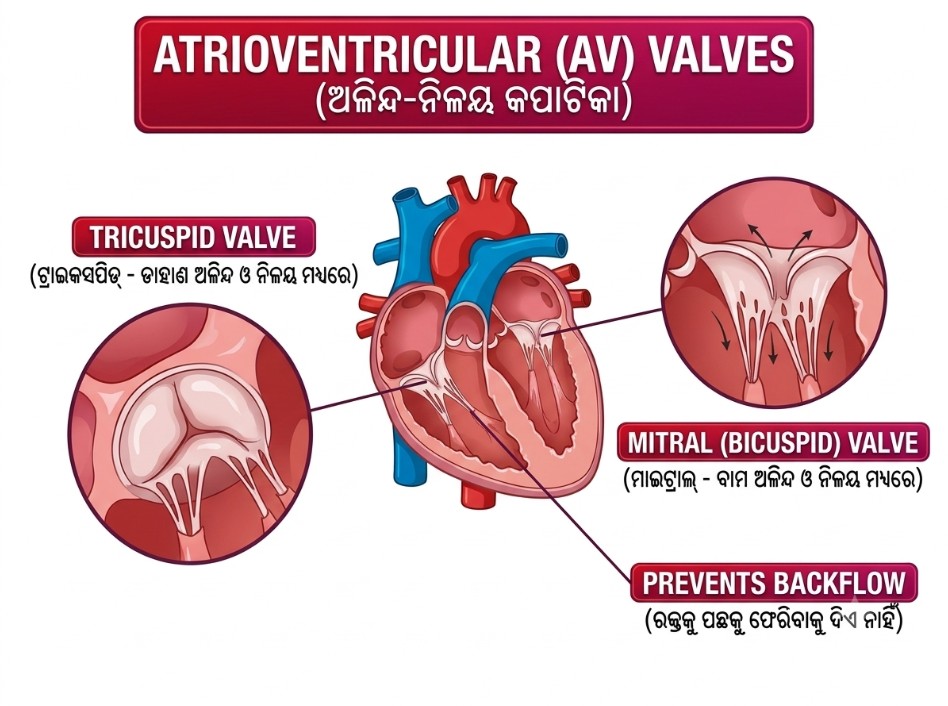 ATRIOVENTRICULAR (AV) VALVES
(ଅଳିନ୍ଦ-ନିଳୟ କପାଟିକା)
TRICUSPID VALVE
(ଟ୍ରାଇକସପିଡ୍ - ଡାହାଣ ଅଳିନ୍ଦ ଓ ନିଳୟ ମଧ୍ୟରେ)
MITRAL (BICUSPID) VALVE
(ମାଇଟ୍ରାଲ୍ - ବାମ ଅଳିନ୍ଦ ଓ ନିଳୟ ମଧ୍ୟରେ)
PREVENTS BACKFLOW
(ରକ୍ତକୁ ପଛକୁ ଫେରିବାକୁ ଦିଏ ନାହିଁ)